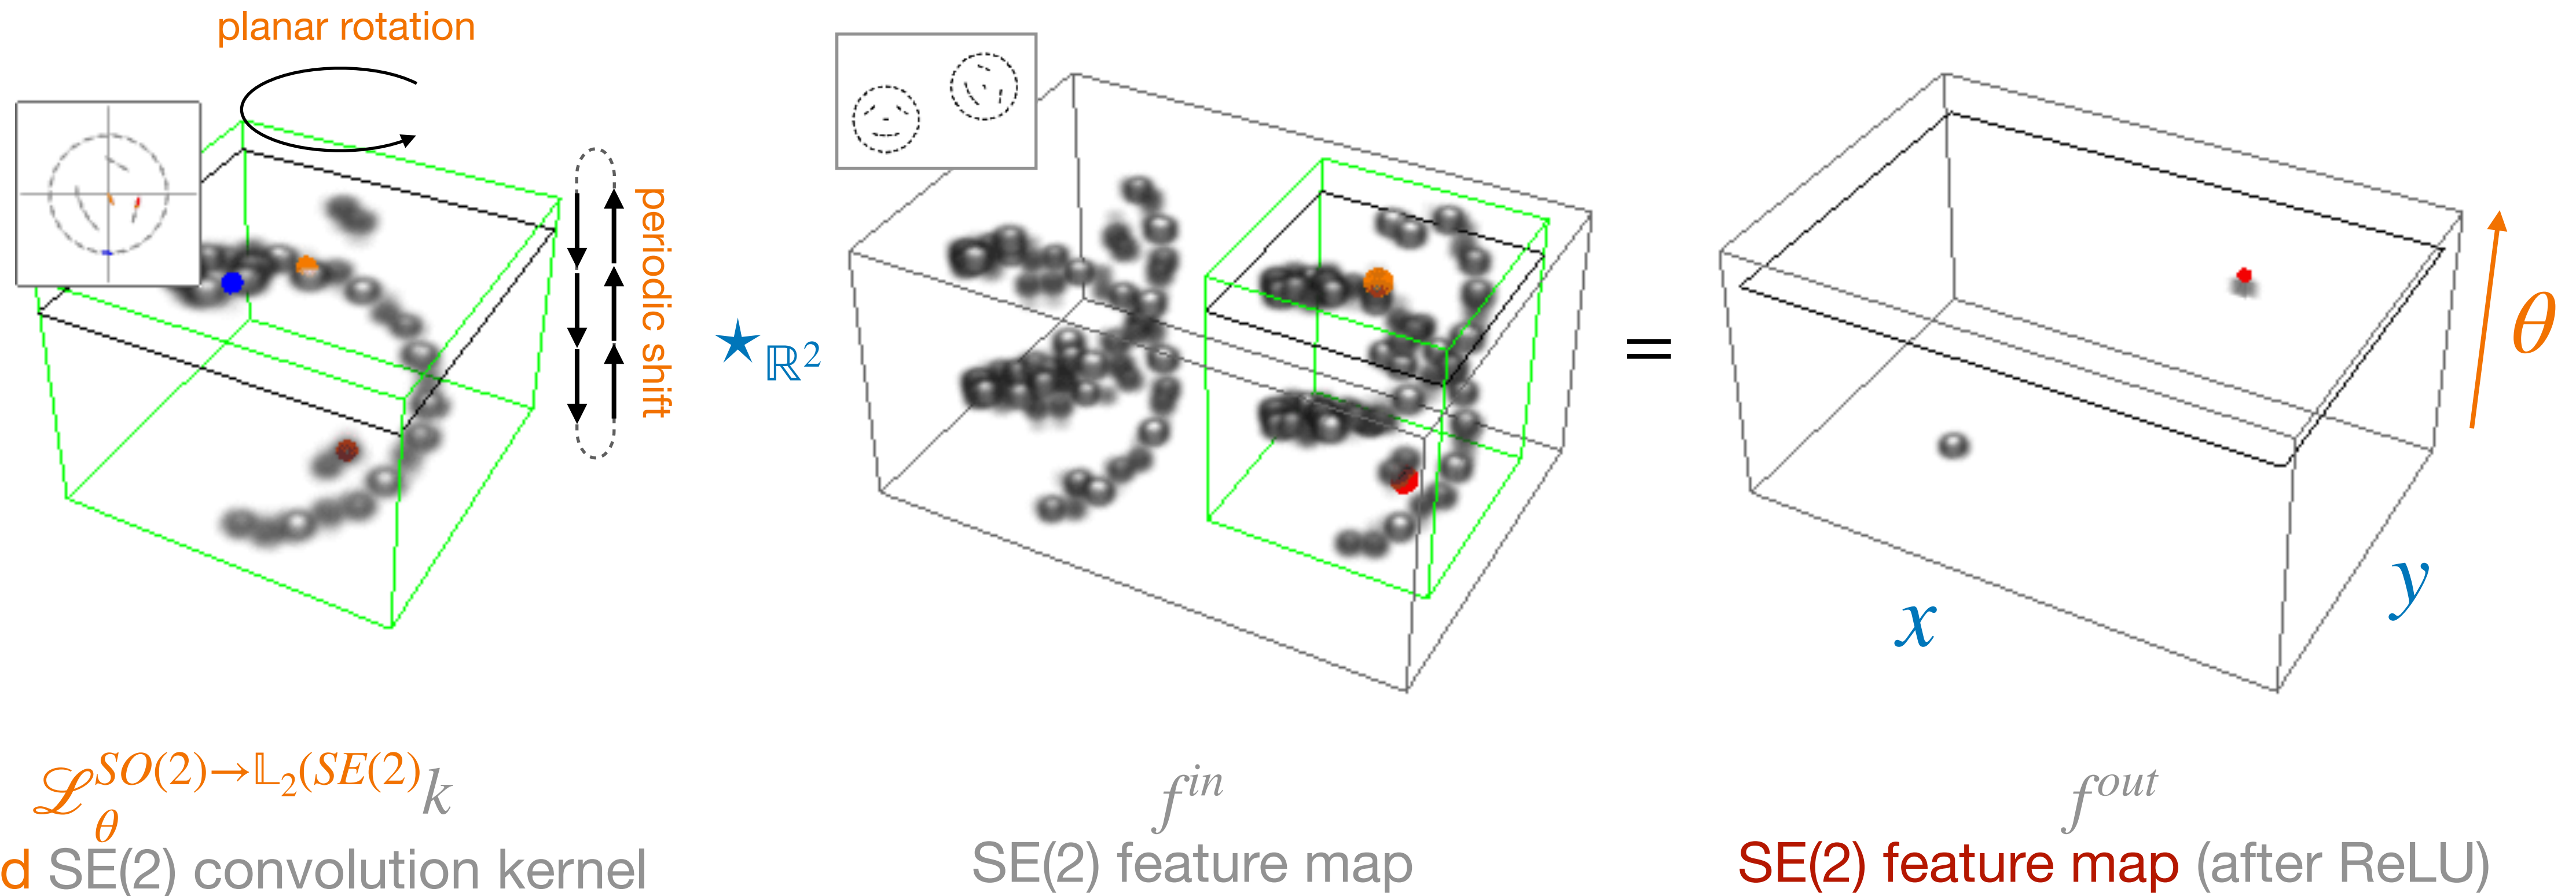 planar rotation
periodic shift
★ℝ²
=
θ
x
y
ℒ_θ^{SO(2)→𝕃₂(SE(2)}k
f^{in}
f^{out}
d SE(2) convolution kernel
SE(2) feature map
SE(2) feature map (after ReLU)